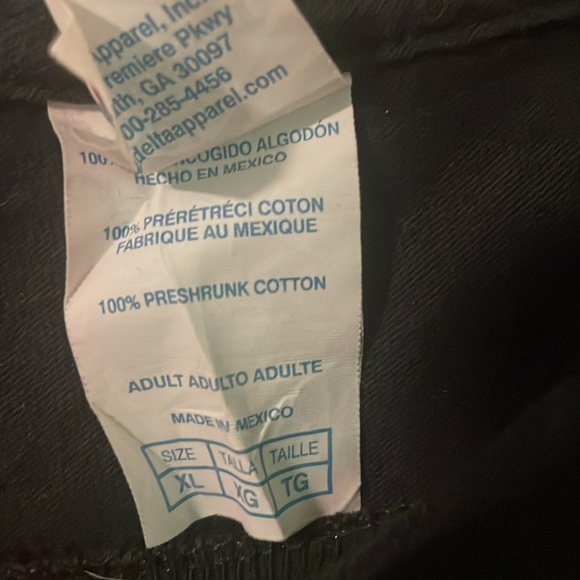 Apparel, Inc.
remiere Pkwy
th, GA 30097
00-285-4456
deltaapparel.com
100% ALGODÓN
HECHO EN MEXICO
100% PRÉRÉTRÉCI COTON
FABRIQUE AU MEXIQUE
100% PRESHRUNK COTTON
ADULT ADULTO ADULTE
MADE IN MEXICO
SIZE TALLA TAILLE
XL XG TG